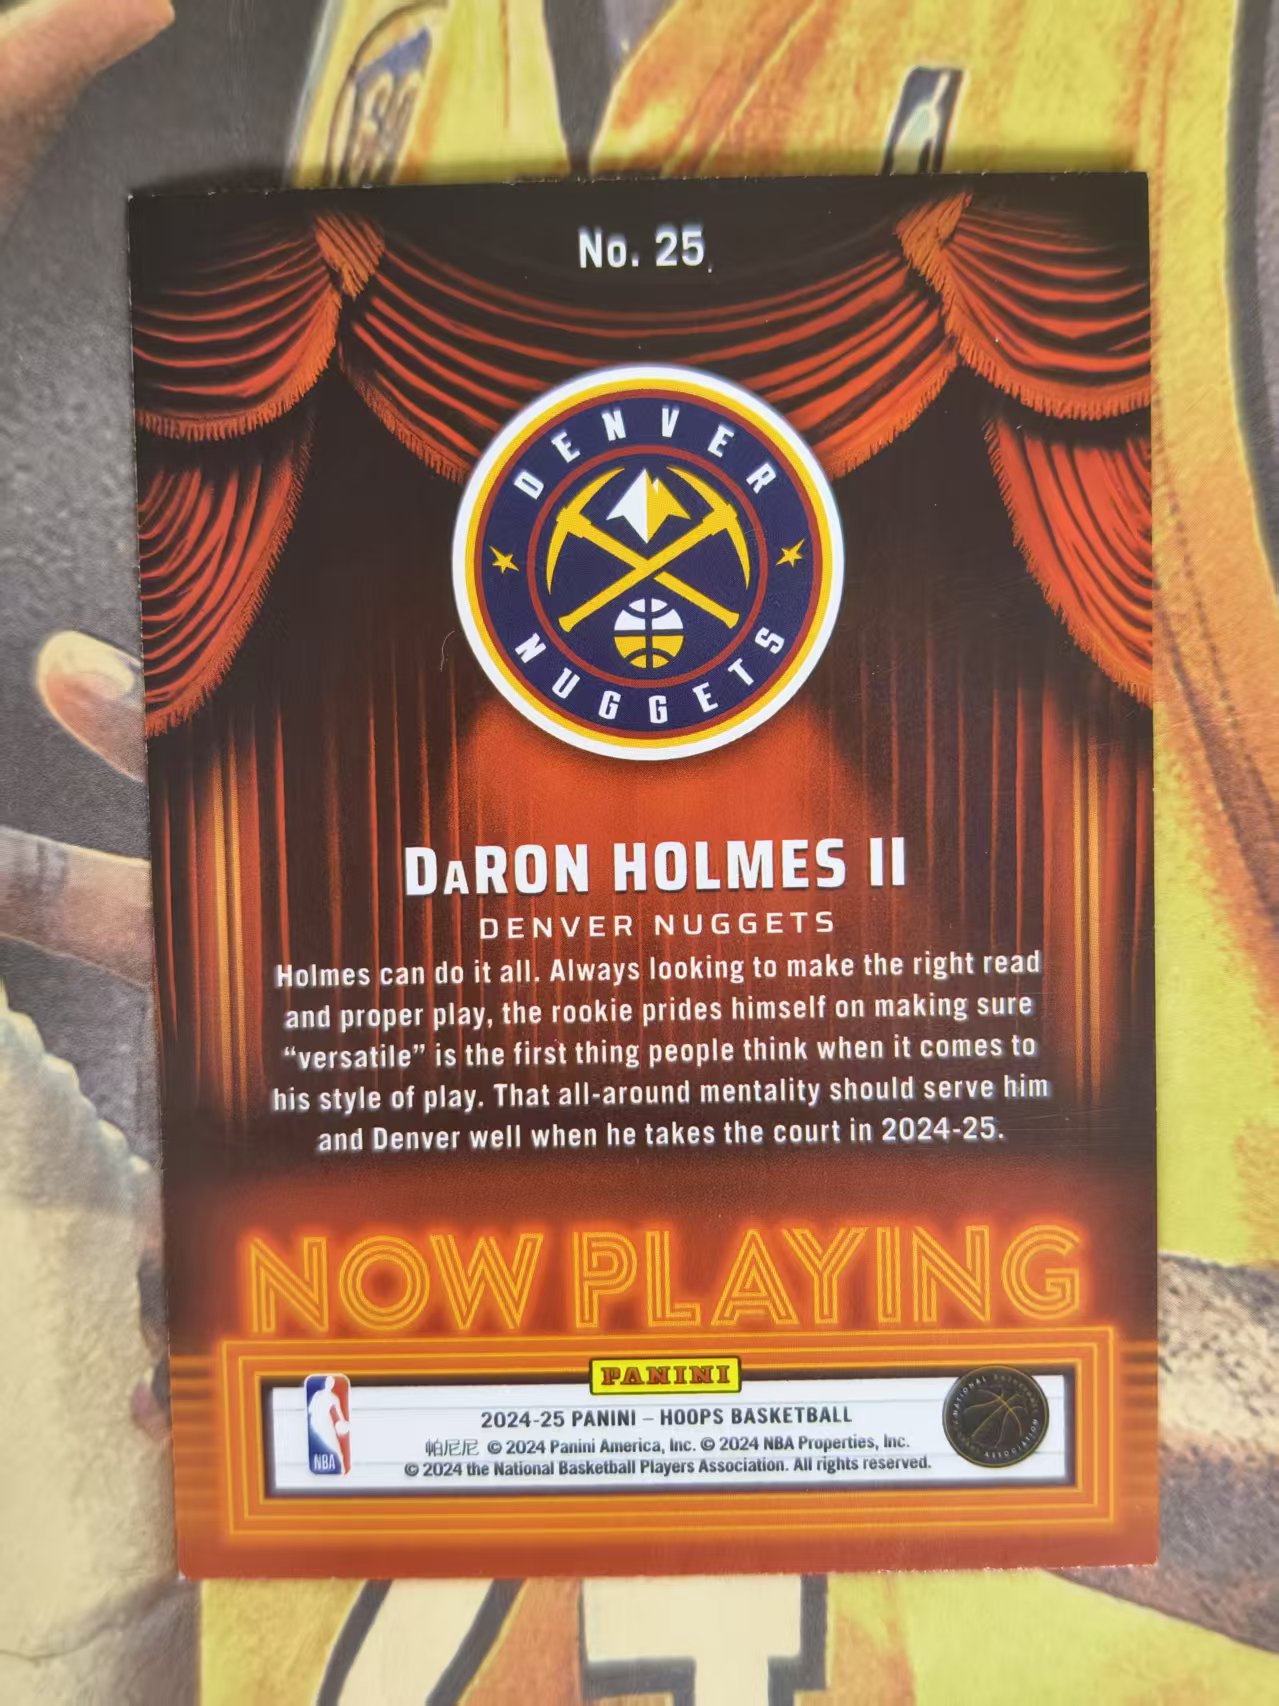 No. 25
DENVER
NUGGETS
DaRON HOLMES II
DENVER NUGGETS
Holmes can do it all. Always looking to make the right read
and proper play, the rookie prides himself on making sure
“versatile” is the first thing people think when it comes to
his style of play. That all-around mentality should serve him
and Denver well when he takes the court in 2024-25.
NOW PLAYING
PANINI
2024-25 PANINI – HOOPS BASKETBALL
帕尼尼 © 2024 Panini America, Inc. © 2024 NBA Properties, Inc.
© 2024 the National Basketball Players Association. All rights reserved.
NBA
NATIONAL BASKETBALL
PLAYERS ASSOCIATION